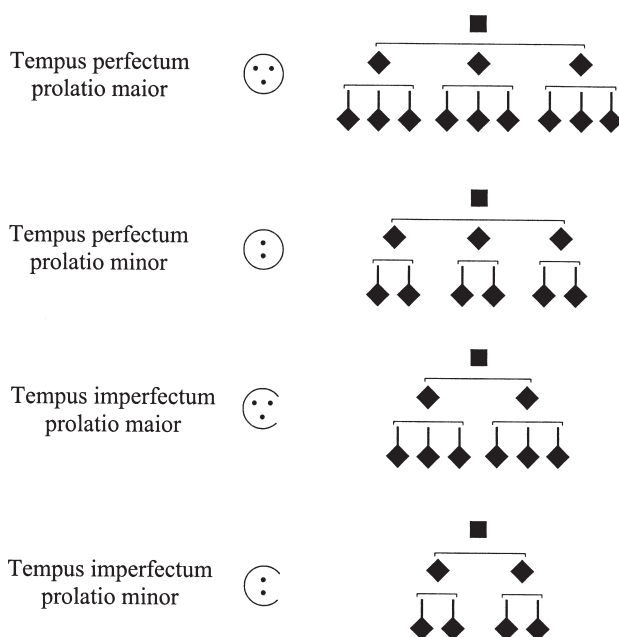 Tempus perfectum
prolatio maior
Tempus perfectum
prolatio minor
Tempus imperfectum
prolatio maior
Tempus imperfectum
prolatio minor